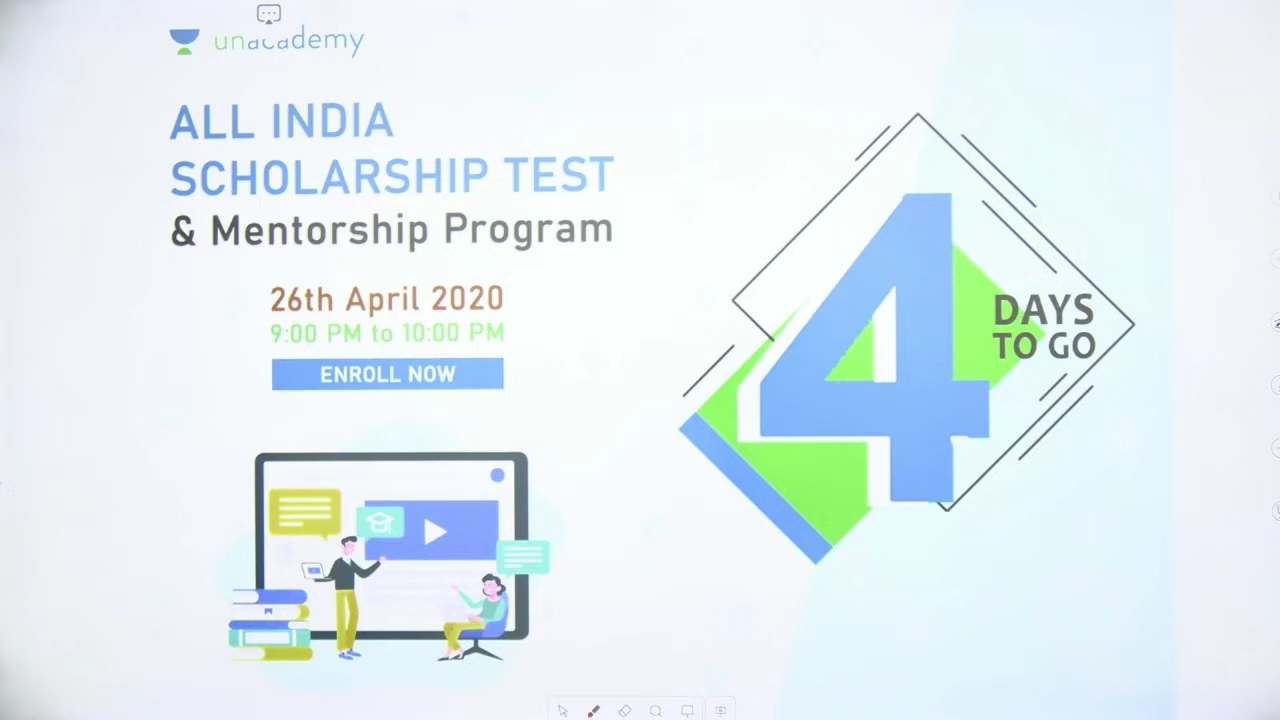 unacademy
ALL INDIA
SCHOLARSHIP TEST
& Mentorship Program
26th April 2020
9:00 PM to 10:00 PM
ENROLL NOW
4
DAYS
TO GO